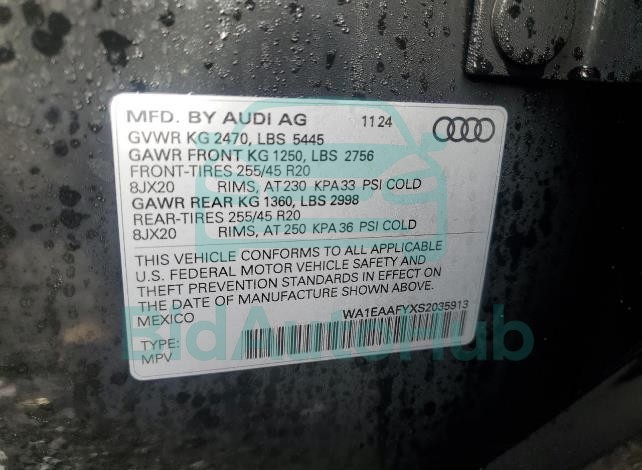 MFD. BY AUDI AG 11 24
GVWR KG 2470, LBS 5445
GAWR FRONT KG 1250, LBS 2756
FRONT-TIRES 255/45 R20
8JX20 RIMS, AT 230 KPA 33 PSI COLD
GAWR REAR KG 1360, LBS 2998
REAR-TIRES 255/45 R20
8JX20 RIMS, AT 250 KPA 36 PSI COLD
THIS VEHICLE CONFORMS TO ALL APPLICABLE
U.S. FEDERAL MOTOR VEHICLE SAFETY AND
THEFT PREVENTION STANDARDS IN EFFECT ON
THE DATE OF MANUFACTURE SHOWN ABOVE.
MEXICO
WA1EAAFYXS2035913
TYPE:
MPV
BidAutoHub